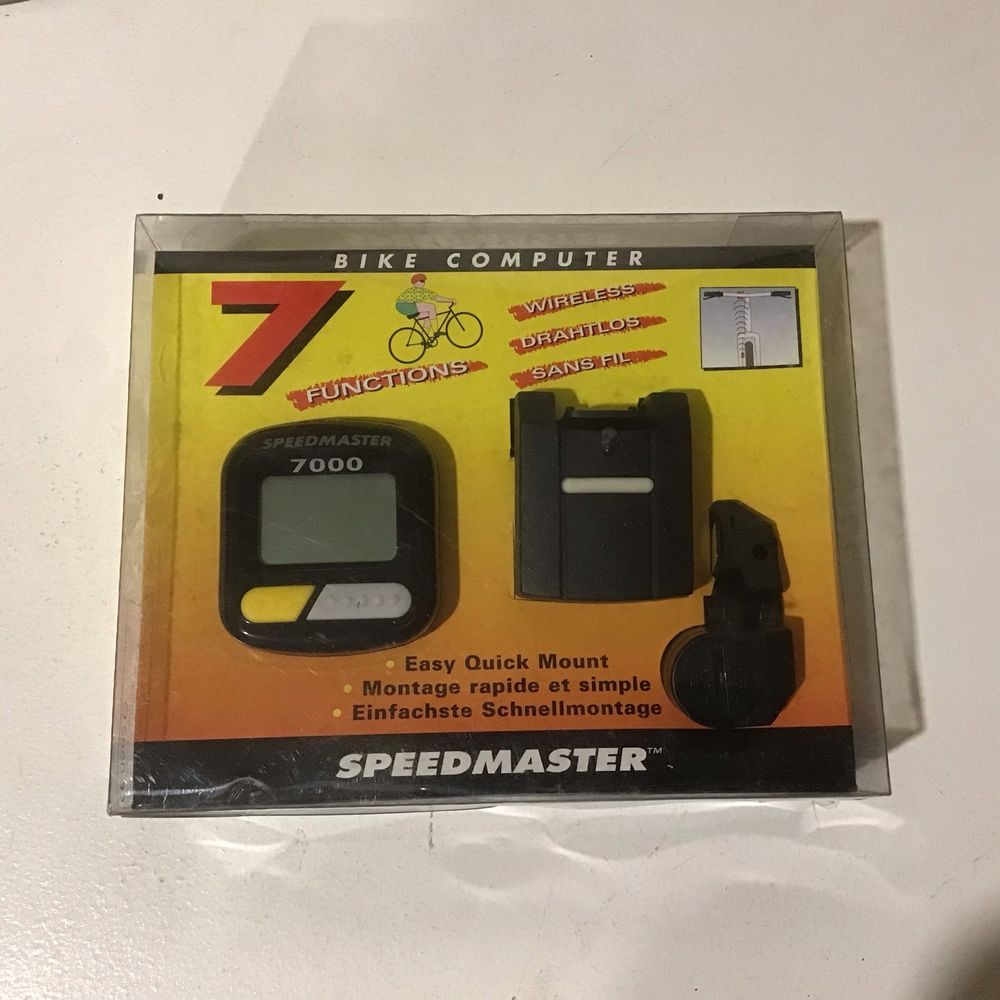 BIKE COMPUTER
7
FUNCTIONS
WIRELESS
DRAHTLOS
SANS FIL
SPEEDMASTER
7000
• Easy Quick Mount
• Montage rapide et simple
• Einfachste Schnellmontage
SPEEDMASTER™